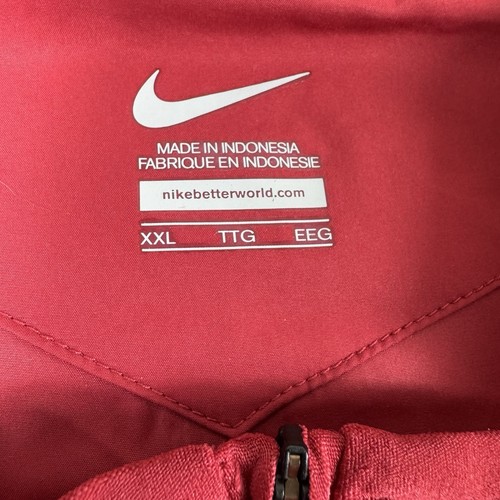 MADE IN INDONESIA
FABRIQUE EN INDONESIE
nikebetterworld.com
XXL TTG EEG